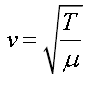 v = √(T/μ)